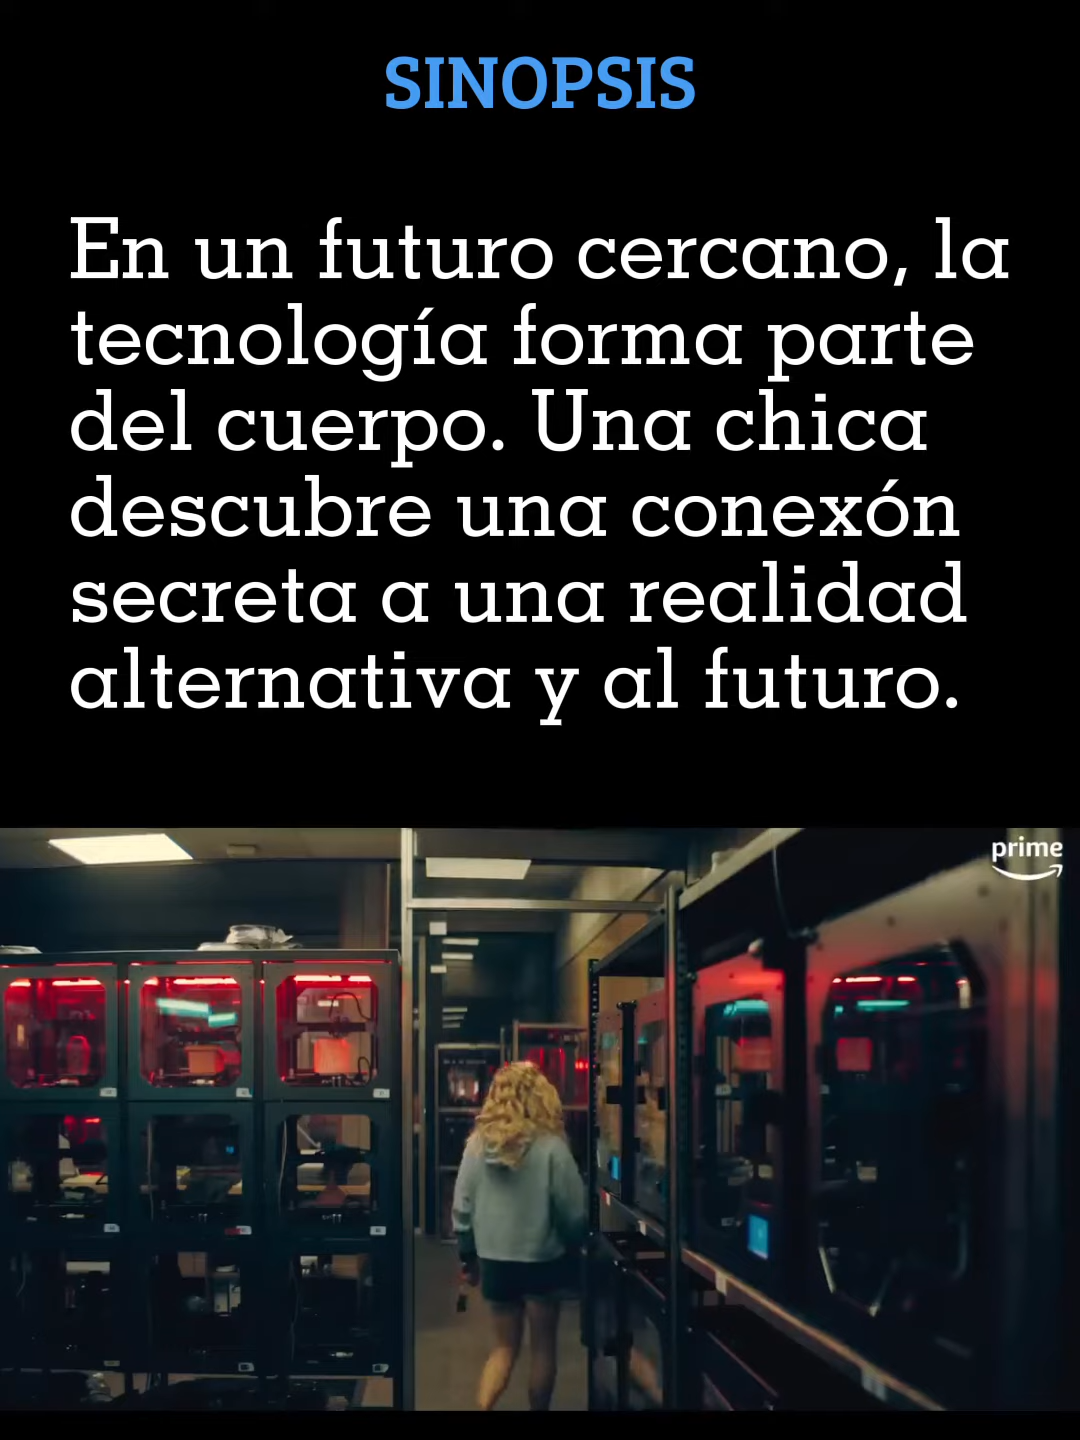 SINOPSIS
En un futuro cercano, la
tecnología forma parte
del cuerpo. Una chica
descubre una conexón
secreta a una realidad
alternativa y al futuro.
prime